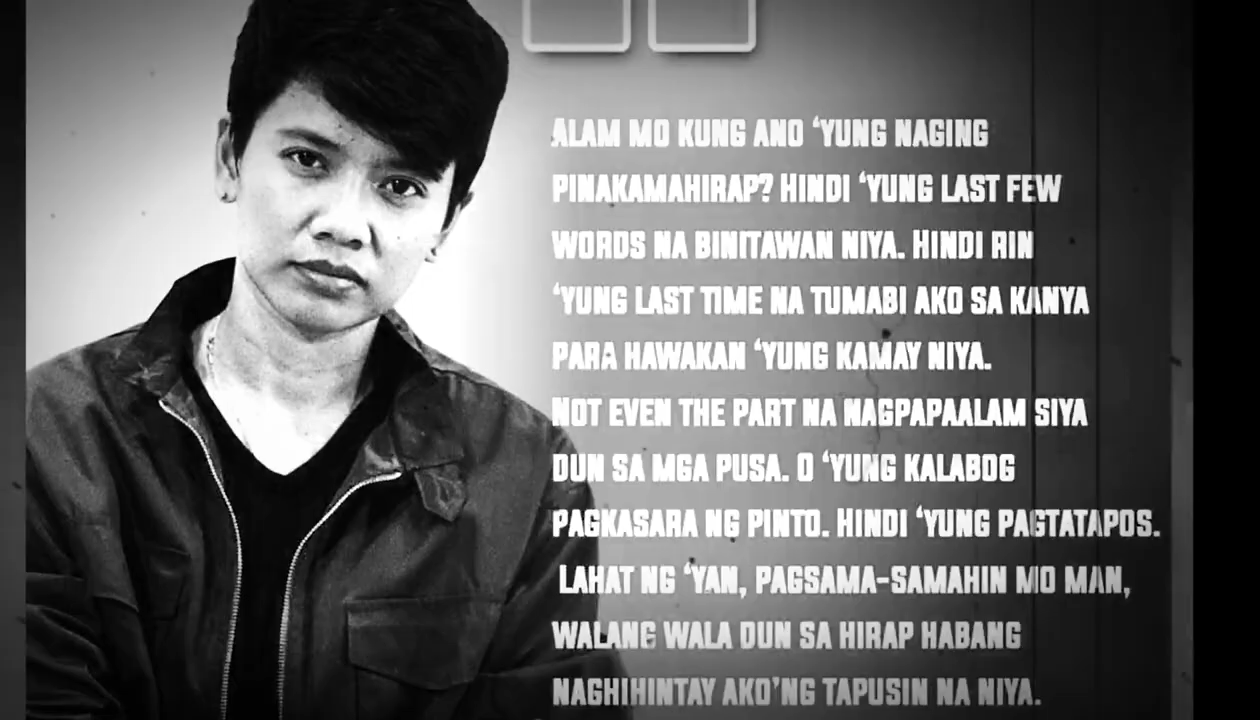 Alam mo kung ano ‘yung naging
pinakamahirap? Hindi ‘yung last few
words na binitawan niya. Hindi rin
‘yung last time na tumabi ako sa kanya
para hawakan ‘yung kamay niya.
Not even the part na nagpapaalam siya
dun sa mga pusa. O ‘yung kalabog
pagkasara ng pinto. Hindi ‘yung pagtatapos.
Lahat ng ‘yan, pagsama-samahin mo man,
walang wala dun sa hirap habang
naghihintay ako’ng tapusin na niya.